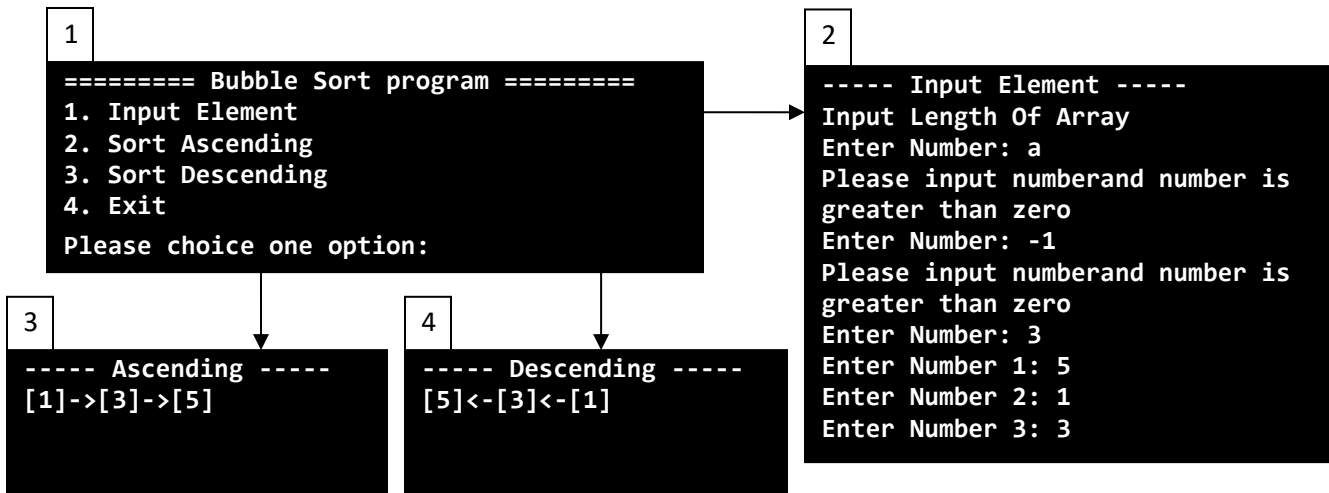 1
========= Bubble Sort program =========
1. Input Element
2. Sort Ascending
3. Sort Descending
4. Exit
Please choice one option:
2
----- Input Element -----
Input Length Of Array
Enter Number: a
Please input numberand number is
greater than zero
Enter Number: -1
Please input numberand number is
greater than zero
Enter Number: 3
Enter Number 1: 5
Enter Number 2: 1
Enter Number 3: 3
3
----- Ascending -----
[1]->[3]->[5]
4
----- Descending -----
[5]<-[3]<-[1]